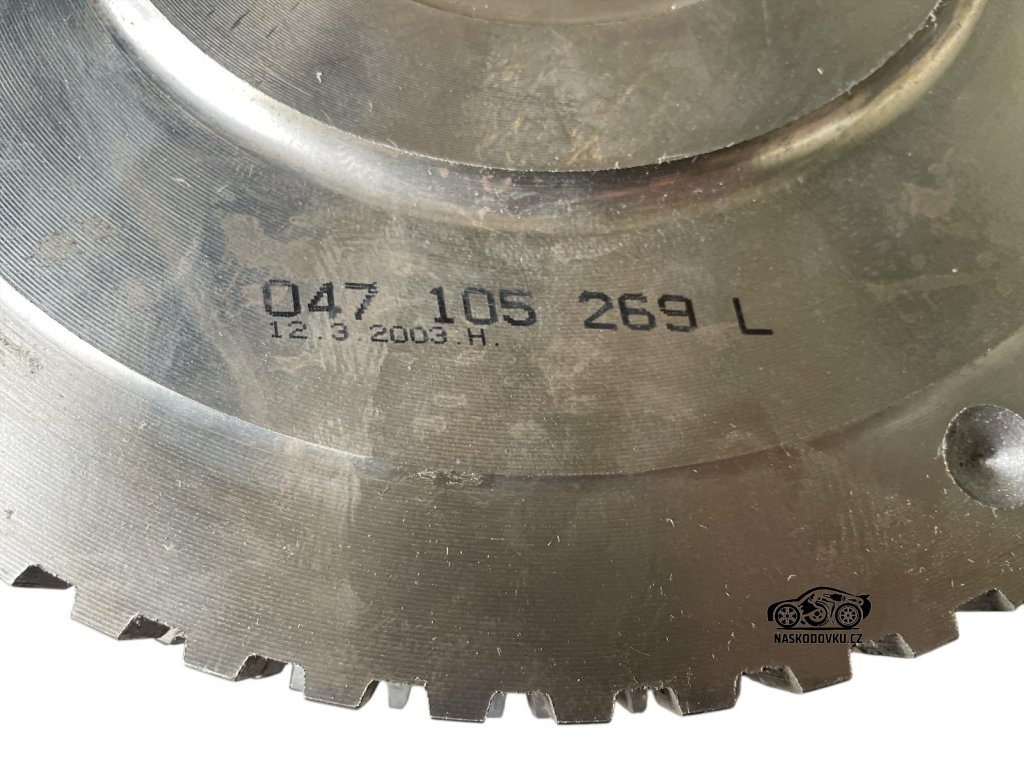 047 105 269 L
12.3.2003.H.
NASKODOVKU.CZ